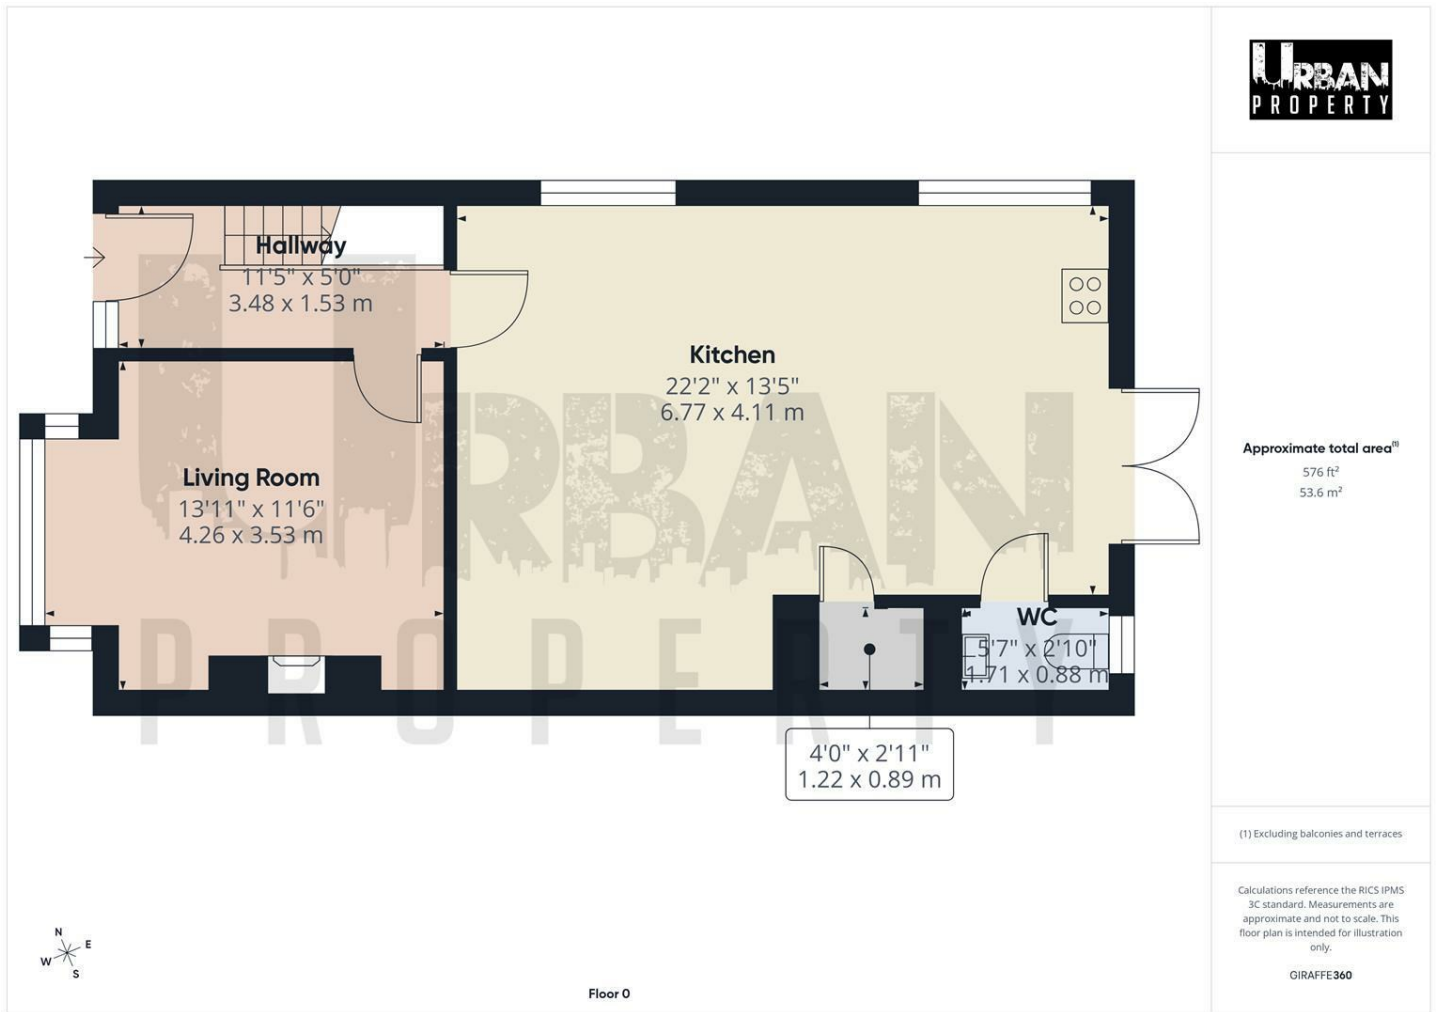 URBAN
PROPERTY
Hallway
11'5" x 5'0"
3.48 x 1.53 m
Kitchen
22'2" x 13'5"
6.77 x 4.11 m
Living Room
13'11" x 11'6"
4.26 x 3.53 m
WC
5'7" x 2'10"
1.71 x 0.88 m
4'0" x 2'11"
1.22 x 0.89 m
URBAN
PROPERTY
Approximate total area(1)
576 ft²
53.6 m²
(1) Excluding balconies and terraces
Calculations reference the RICS IPMS
3C standard. Measurements are
approximate and not to scale. This
floor plan is intended for illustration
only.
GIRAFFE360
N
E
W
S
Floor 0